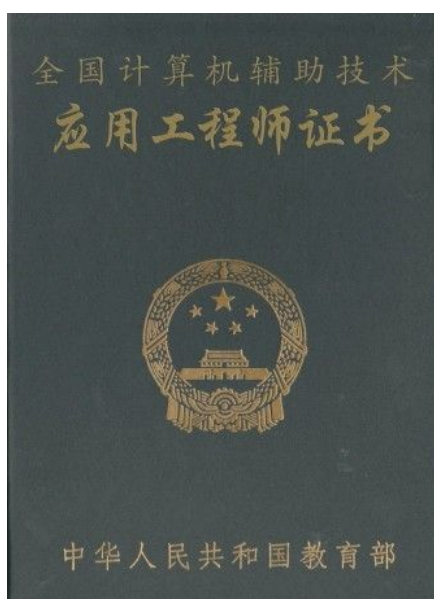 全国计算机辅助技术
应用工程师证书
中华人民共和国教育部